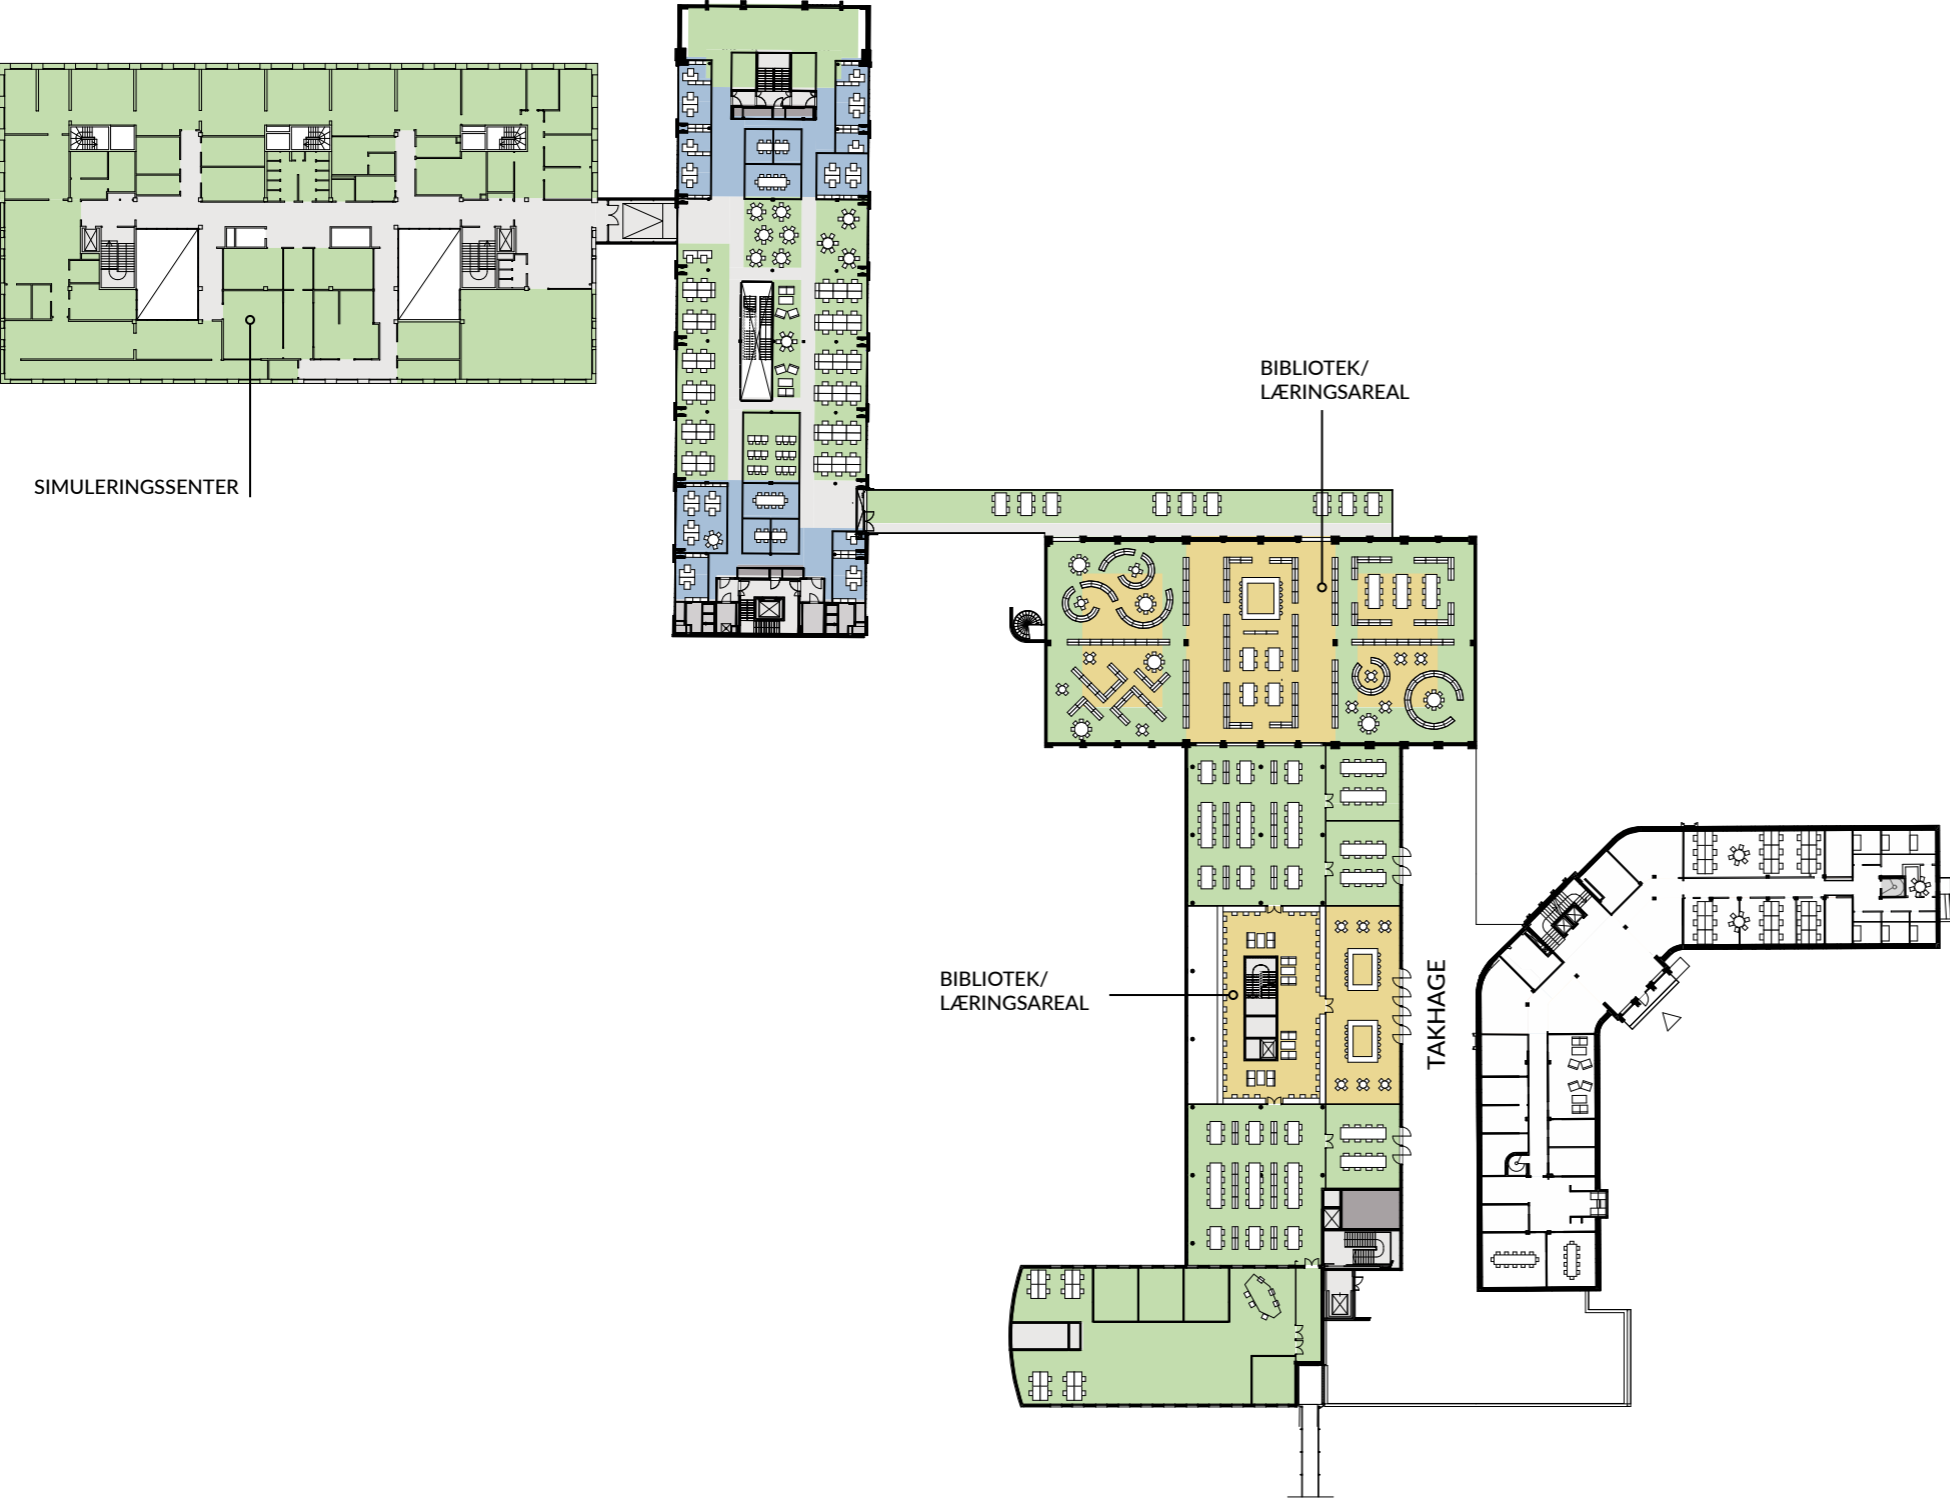 BIBLIOTEK/
LÆRINGSAREAL
SIMULERINGSSENTER
BIBLIOTEK/
LÆRINGSAREAL
TAKHAGE